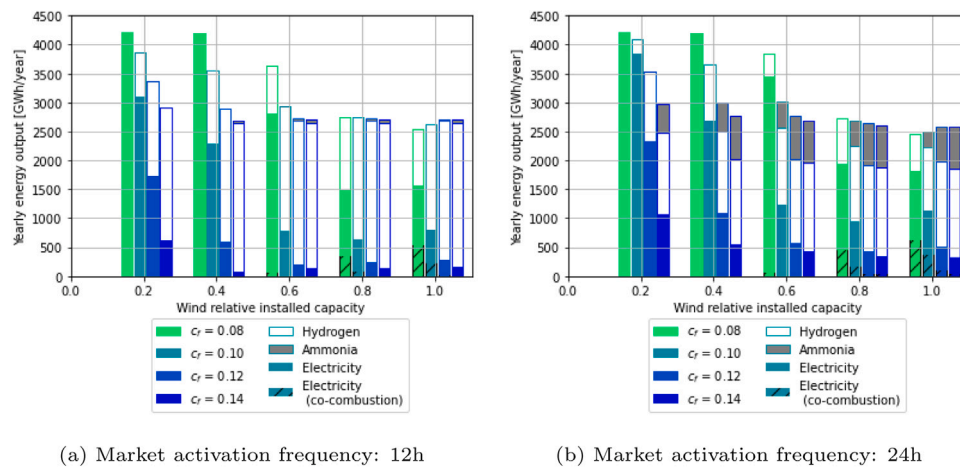 4500
4000
3500
3000
2500
2000
1500
1000
500
0
Yearly energy output [GWh/year]
0.0 0.2 0.4 0.6 0.8 1.0
Wind relative installed capacity
c_f = 0.08
c_f = 0.10
c_f = 0.12
c_f = 0.14
Hydrogen
Ammonia
Electricity
Electricity
(co-combustion)
(a) Market activation frequency: 12h
4500
4000
3500
3000
2500
2000
1500
1000
500
0
Yearly energy output [GWh/year]
0.0 0.2 0.4 0.6 0.8 1.0
Wind relative installed capacity
c_f = 0.08
c_f = 0.10
c_f = 0.12
c_f = 0.14
Hydrogen
Ammonia
Electricity
Electricity
(co-combustion)
(b) Market activation frequency: 24h